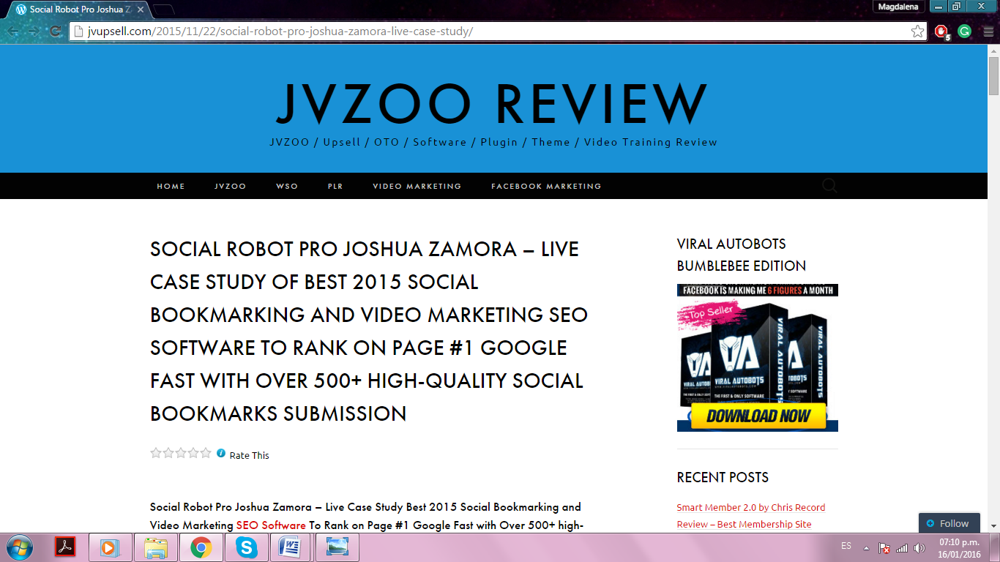 Social Robot Pro Joshua Z
Magdalena
jvupsell.com/2015/11/22/social-robot-pro-joshua-zamora-live-case-study/
5
JVZOO REVIEW
JVZOO / Upsell / OTO / Software / Plugin / Theme / Video Training Review
HOME JVZOO WSO PLR VIDEO MARKETING FACEBOOK MARKETING
SOCIAL ROBOT PRO JOSHUA ZAMORA – LIVE
CASE STUDY OF BEST 2015 SOCIAL
BOOKMARKING AND VIDEO MARKETING SEO
SOFTWARE TO RANK ON PAGE #1 GOOGLE
FAST WITH OVER 500+ HIGH-QUALITY SOCIAL
BOOKMARKS SUBMISSION
Rate This
Social Robot Pro Joshua Zamora – Live Case Study Best 2015 Social Bookmarking and
Video Marketing SEO Software To Rank on Page #1 Google Fast with Over 500+ high-
VIRAL AUTOBOTS
BUMBLEBEE EDITION
FACEBOOK IS MAKING ME 6 FIGURES A MONTH
Top Seller
VIRAL AUTOBOTS
VIRAL AUTOBOTS
THE FIRST & ONLY SOFTWARE
DOWNLOAD NOW
RECENT POSTS
Smart Member 2.0 by Chris Record
Review – Best Membership Site
Follow
ES
07:10 p.m.
16/01/2016